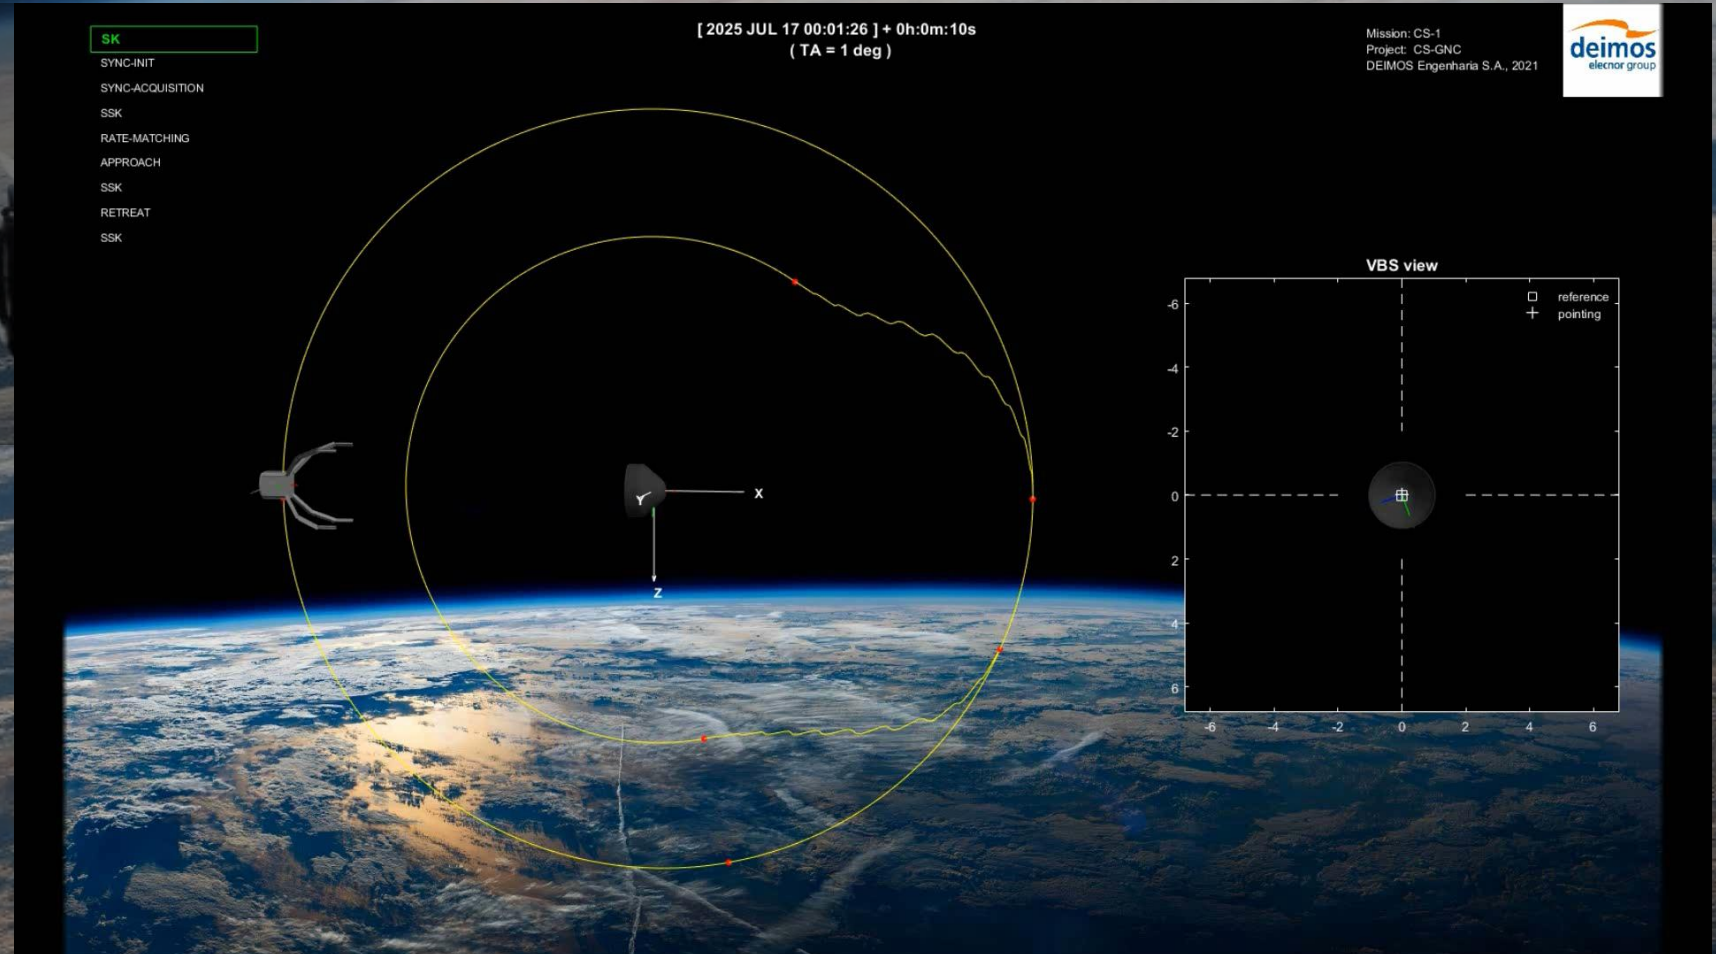 SK
SYNC-INIT
SYNC-ACQUISITION
SSK
RATE-MATCHING
APPROACH
SSK
RETREAT
SSK
[ 2025 JUL 17 00:01:26 ] + 0h:0m:10s
( TA = 1 deg )
Mission: CS-1
Project: CS-GNC
DEIMOS Engenharia S.A., 2021
deimos
elecnor group
X
Y
Z
VBS view
reference
pointing
-6
-4
-2
0
2
4
6
-6 -4 -2 0 2 4 6